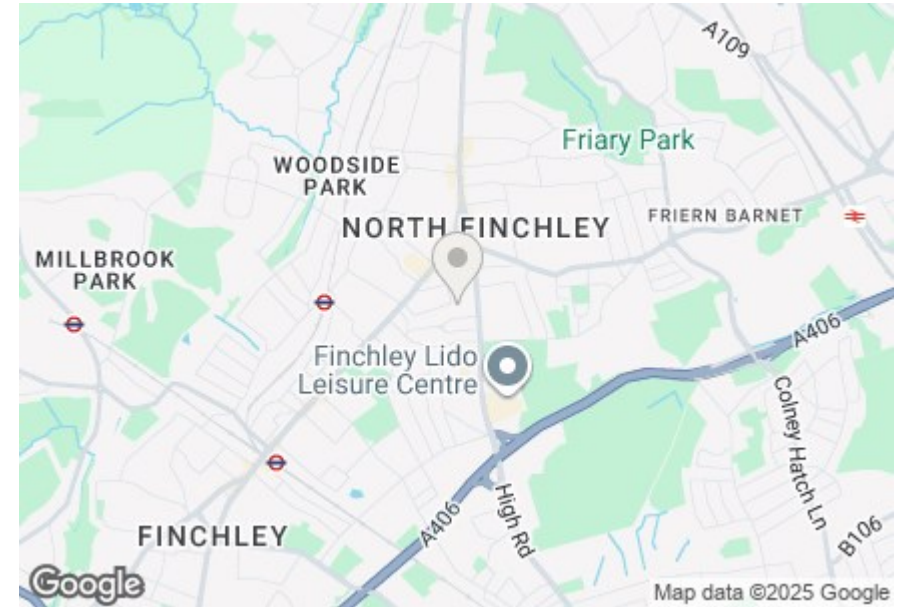 A109
Friary Park
WOODSIDE
PARK
NORTH FINCHLEY
FRIERN BARNET
MILLBROOK
PARK
A406
Finchley Lido
Leisure Centre
Colney Hatch Ln
High Rd
A406
FINCHLEY
B106
Google
Map data ©2025 Google